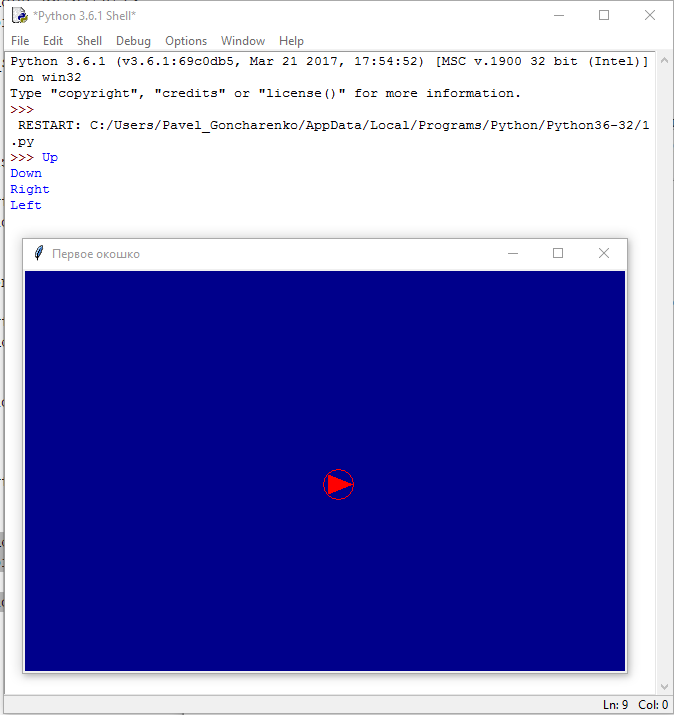 *Python 3.6.1 Shell*
File Edit Shell Debug Options Window Help
Python 3.6.1 (v3.6.1:69c0db5, Mar 21 2017, 17:54:52) [MSC v.1900 32 bit (Intel)]
on win32
Type "copyright", "credits" or "license()" for more information.
>>>
RESTART: C:/Users/Pavel_Goncharenko/AppData/Local/Programs/Python/Python36-32/1
.py
>>> Up
Down
Right
Left
Первое окошко
Ln: 9 Col: 0